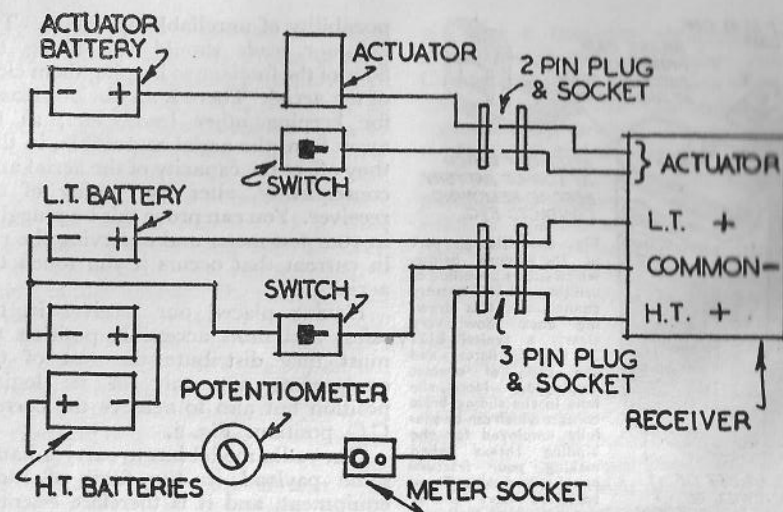 ACTUATOR
BATTERY
ACTUATOR
2 PIN PLUG
& SOCKET
- +
SWITCH
} ACTUATOR
L.T. BATTERY
L.T. +
- +
COMMON -
SWITCH
H.T. +
- +
3 PIN PLUG
& SOCKET
+ -
POTENTIOMETER
RECEIVER
H.T. BATTERIES
METER SOCKET